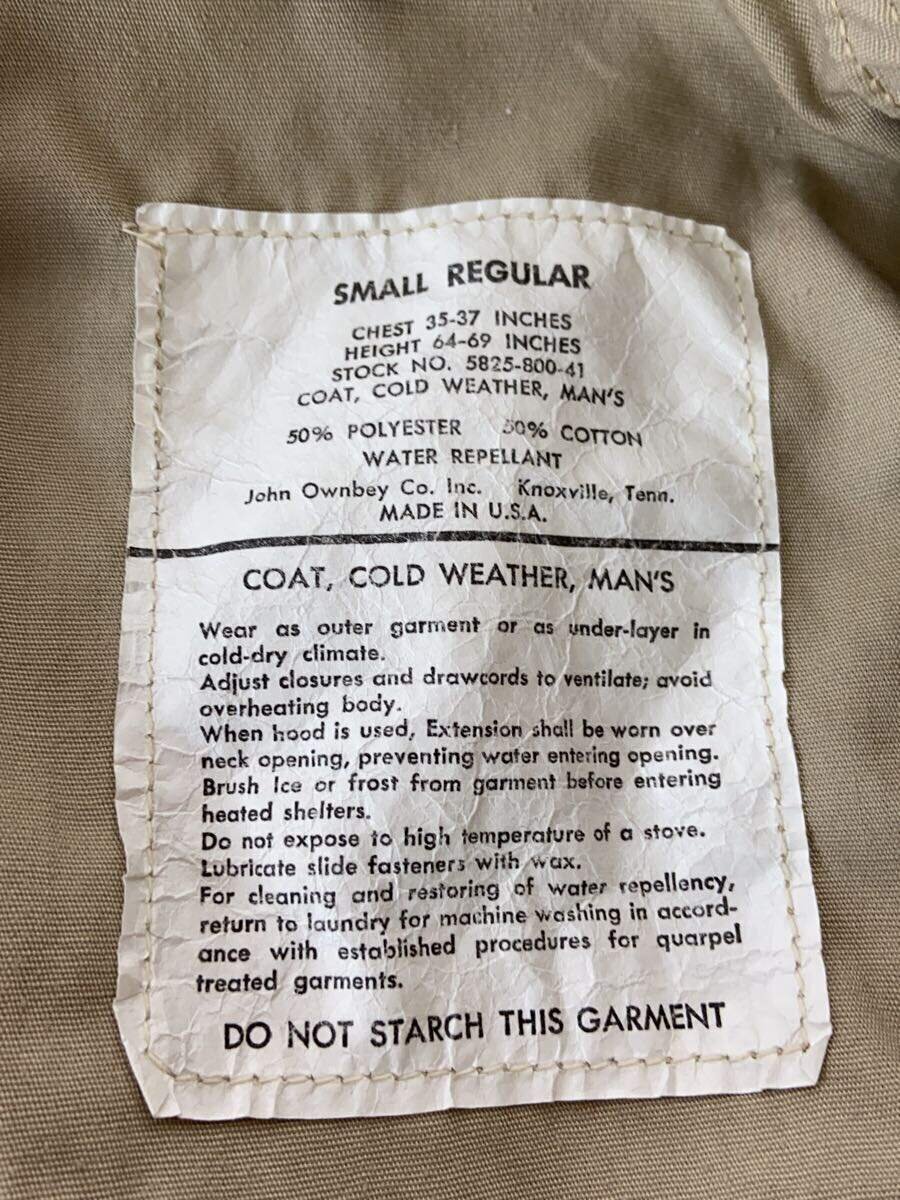 SMALL REGULAR
CHEST 35-37 INCHES
HEIGHT 64-69 INCHES
STOCK NO. 5825-800-41
COAT, COLD WEATHER, MAN'S
50% POLYESTER 50% COTTON
WATER REPELLANT
John Ownbey Co. Inc. Knoxville, Tenn.
MADE IN U.S.A.
COAT, COLD WEATHER, MAN'S
Wear as outer garment or as under-layer in
cold-dry climate.
Adjust closures and drawcords to ventilate; avoid
overheating body.
When hood is used, Extension shall be worn over
neck opening, preventing water entering opening.
Brush Ice or frost from garment before entering
heated shelters.
Do not expose to high temperature of a stove.
Lubricate slide fasteners with wax.
For cleaning and restoring of water repellency,
return to laundry for machine washing in accord-
ance with established procedures for quarpel
treated garments.
DO NOT STARCH THIS GARMENT